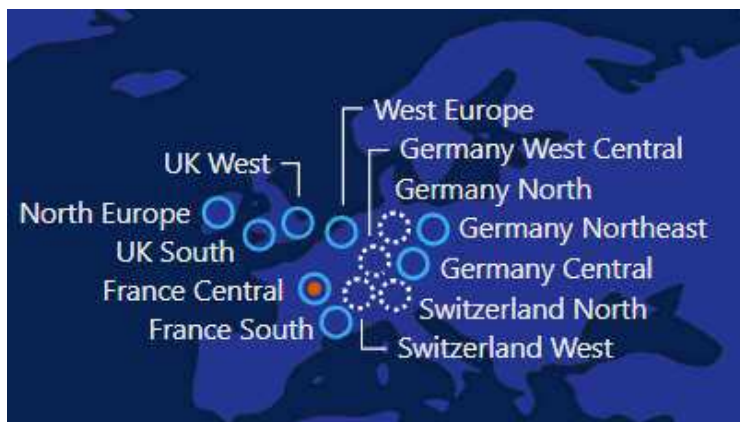 West Europe
Germany West Central
UK West
Germany North
North Europe
Germany Northeast
UK South
Germany Central
France Central
Switzerland North
France South
Switzerland West